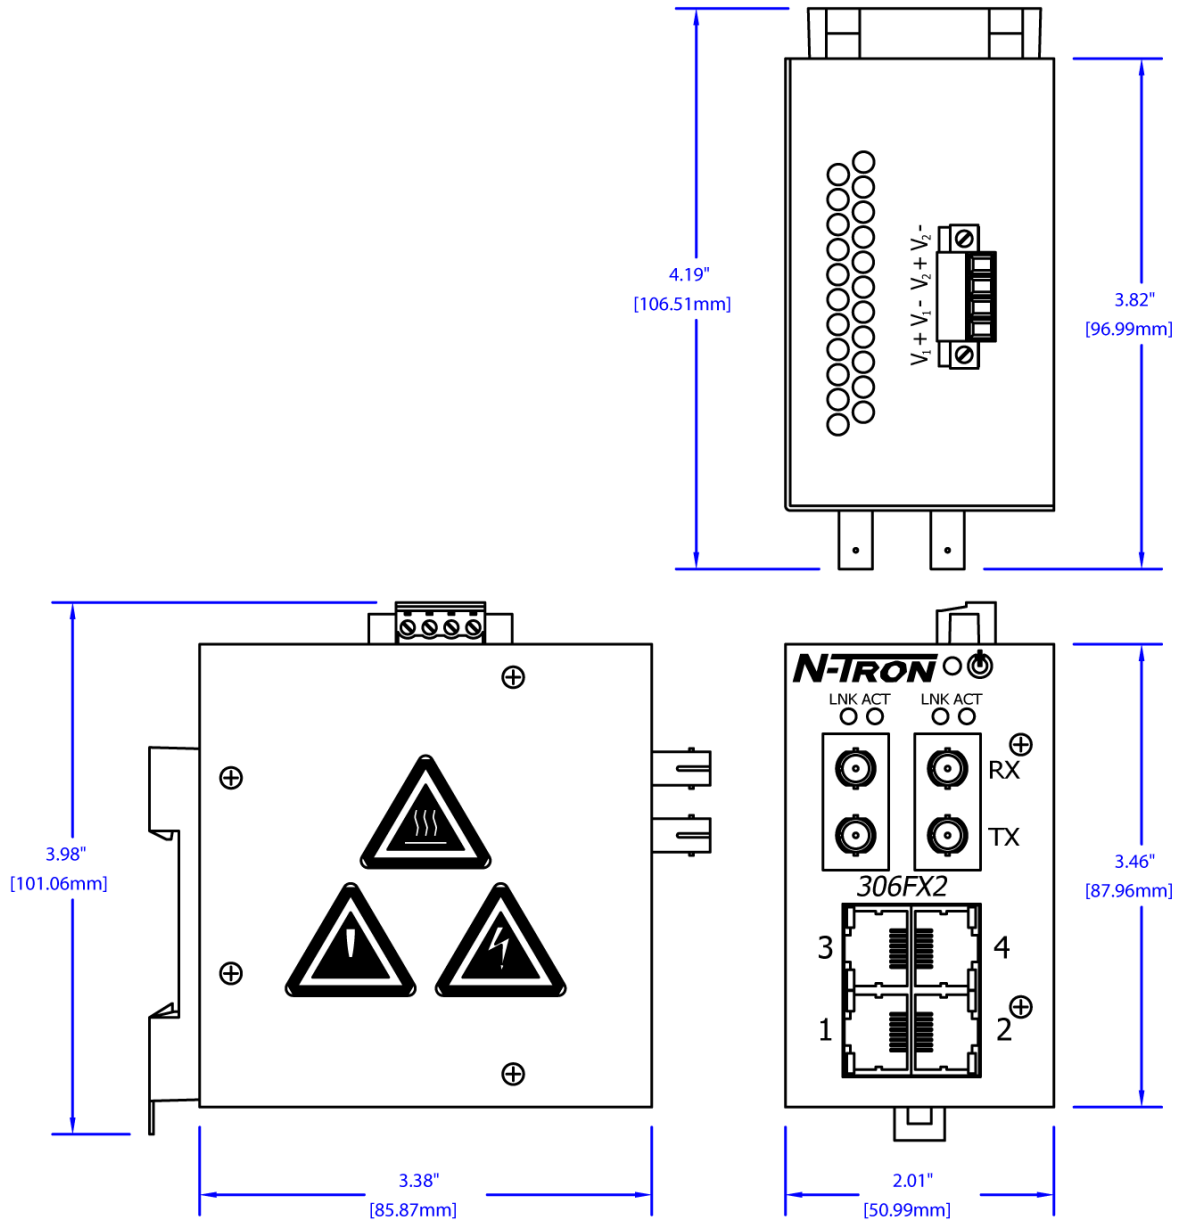 4.19"
[106.51mm]
V₁ + V₁ - V₂ + V₂ -
3.82"
[96.99mm]
3.98"
[101.06mm]
3.38"
[85.87mm]
N-TRON
LNK ACT LNK ACT
RX
TX
306FX2
3 4
1 2
3.46"
[87.96mm]
2.01"
[50.99mm]